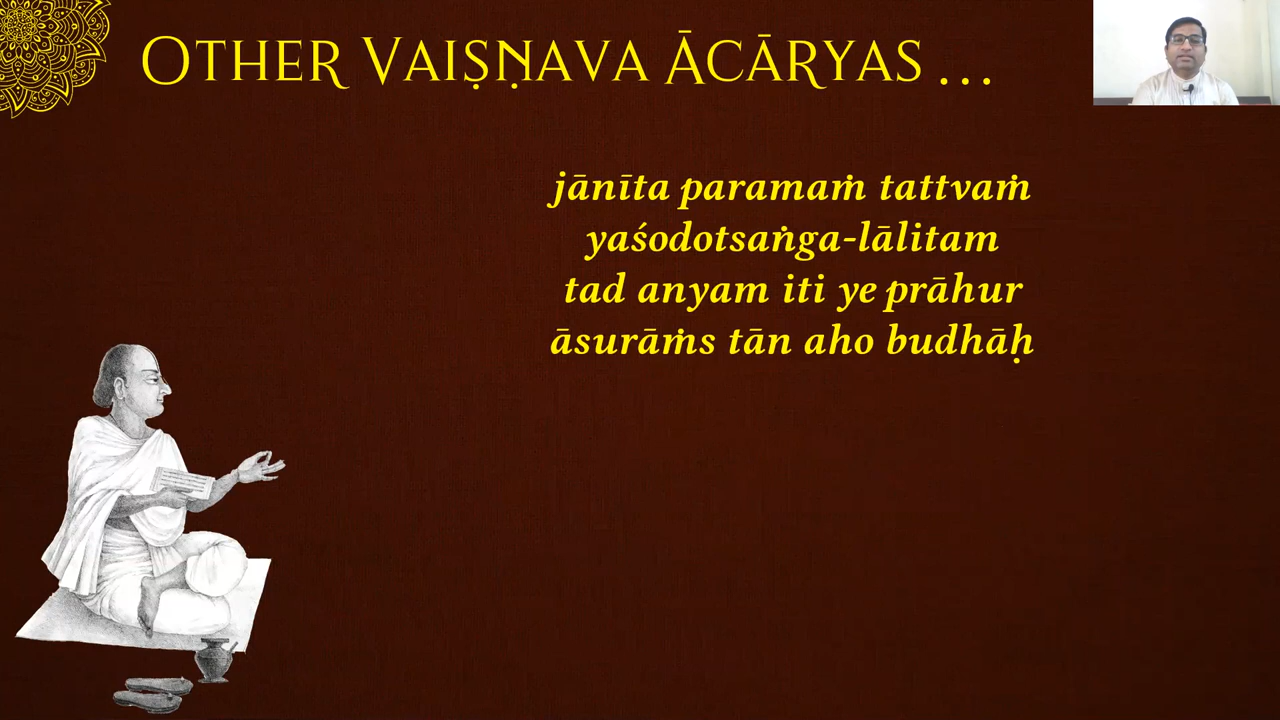 Other Vaiṣṇava Ācāryas ...
jānīta paramaṁ tattvaṁ
yaśodotsaṅga-lālitam
tad anyam iti ye prāhur
āsurāṁs tān aho budhāḥ